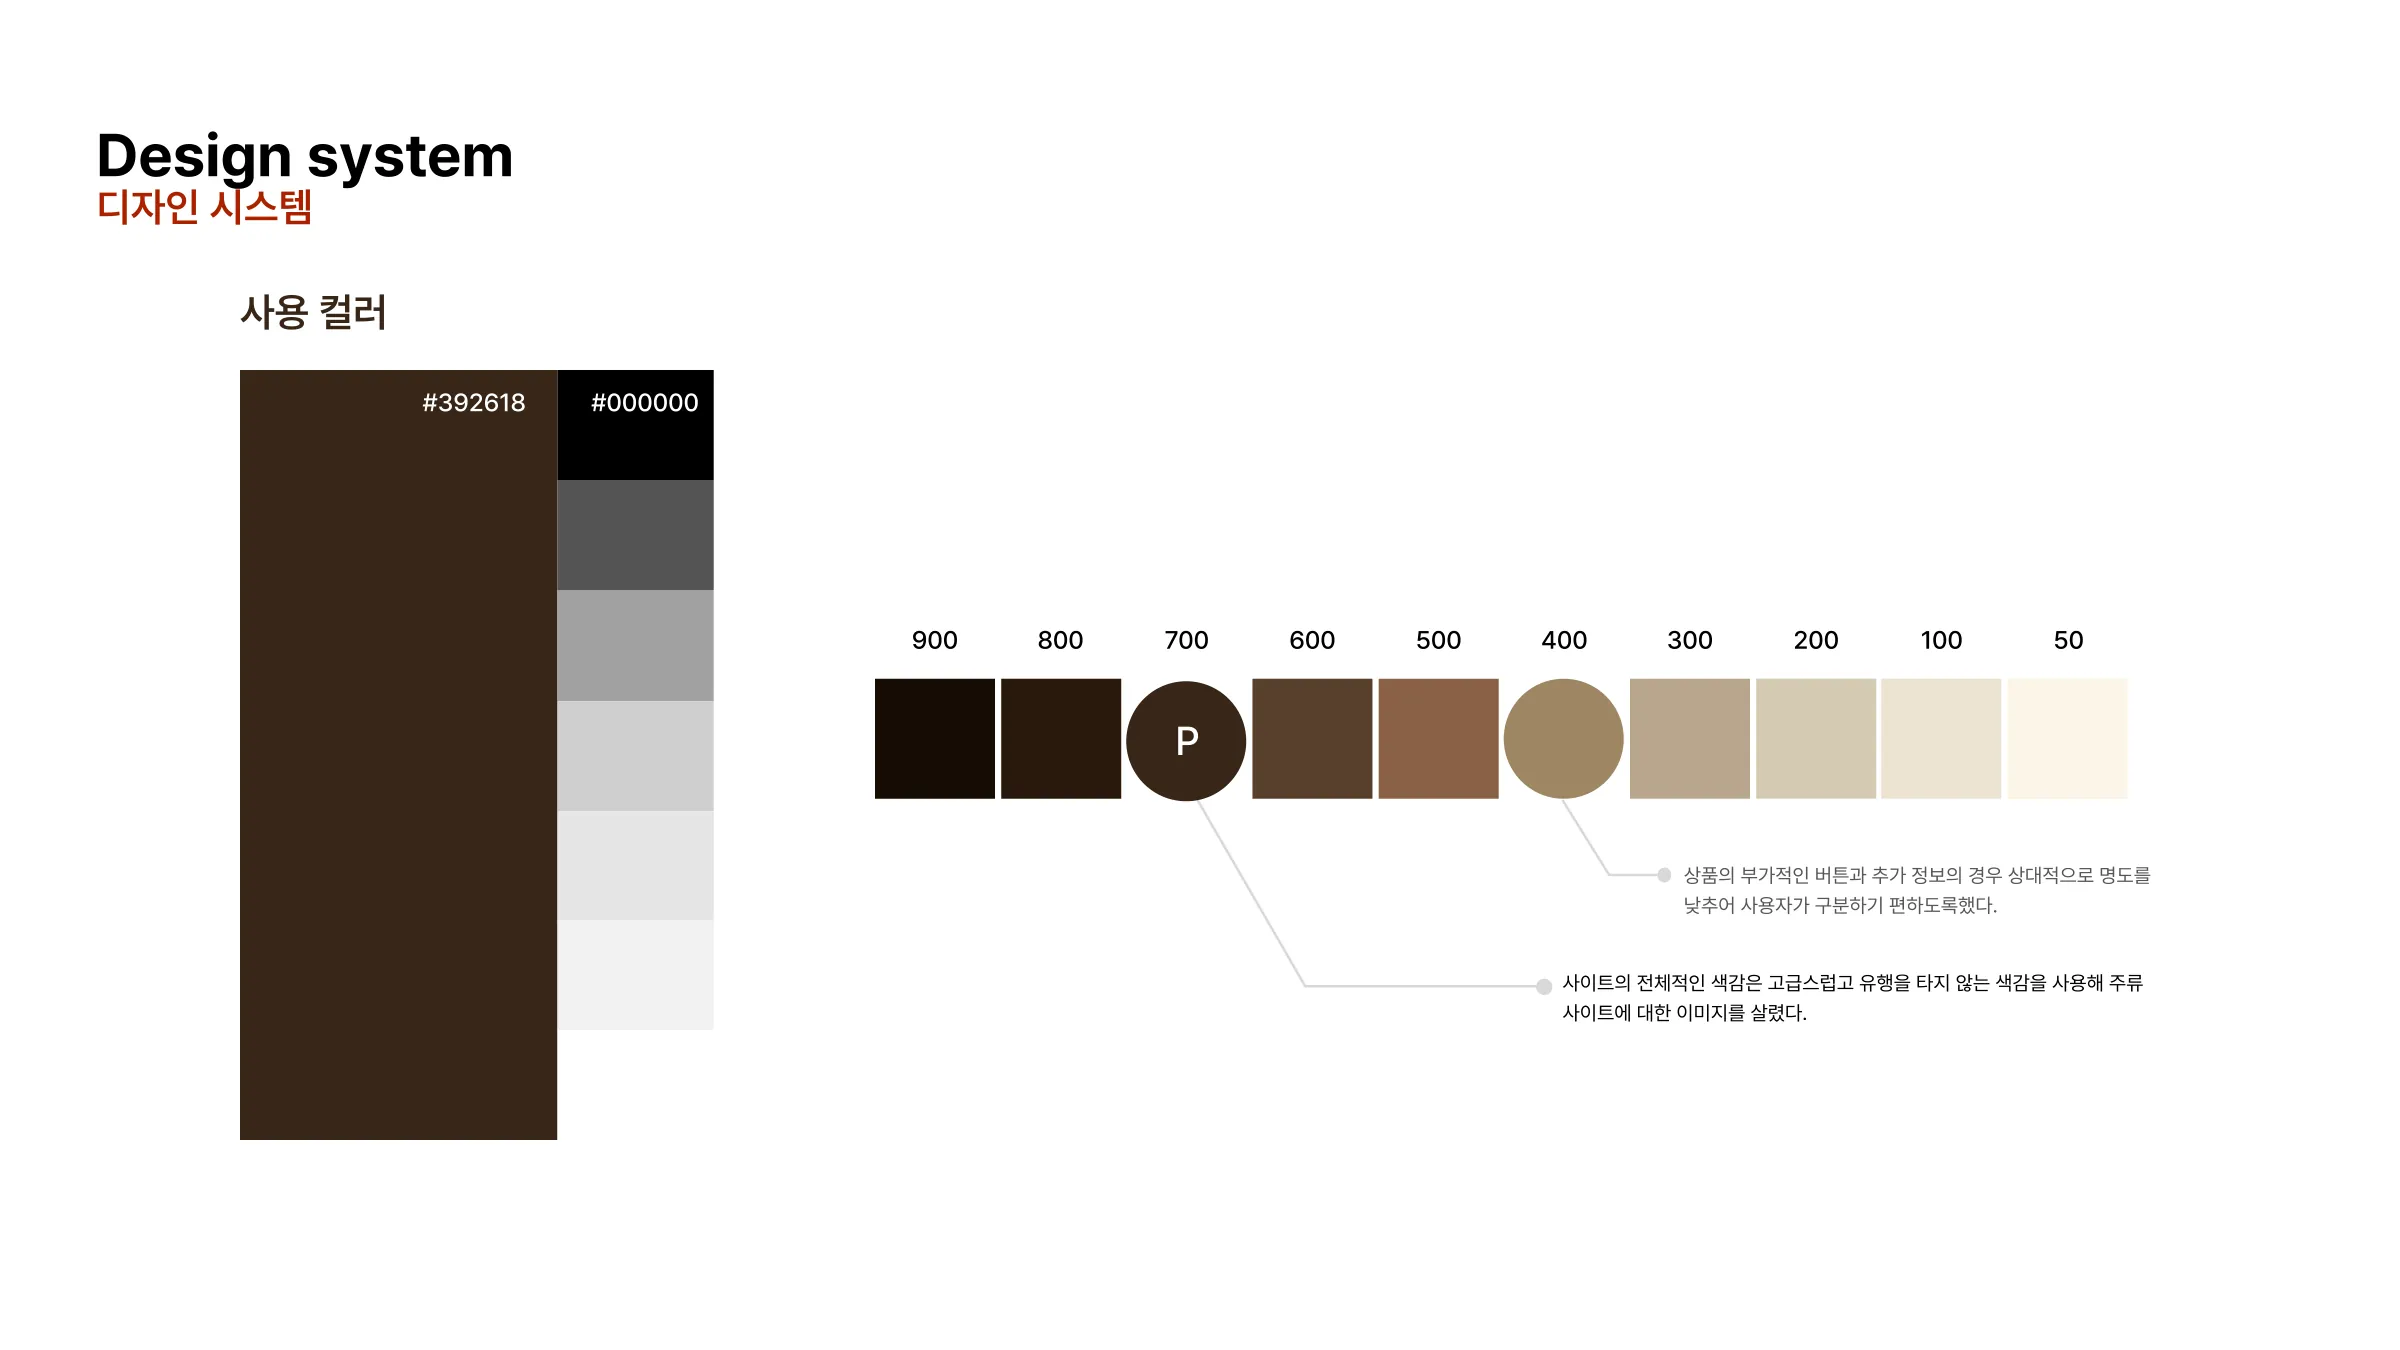 Design system
디자인 시스템
사용 컬러
#392618
#000000
900 800 700 600 500 400 300 200 100 50
P
상품의 부가적인 버튼과 추가 정보의 경우 상대적으로 명도를
낮추어 사용자가 구분하기 편하도록했다.
사이트의 전체적인 색감은 고급스럽고 유행을 타지 않는 색감을 사용해 주류
사이트에 대한 이미지를 살렸다.